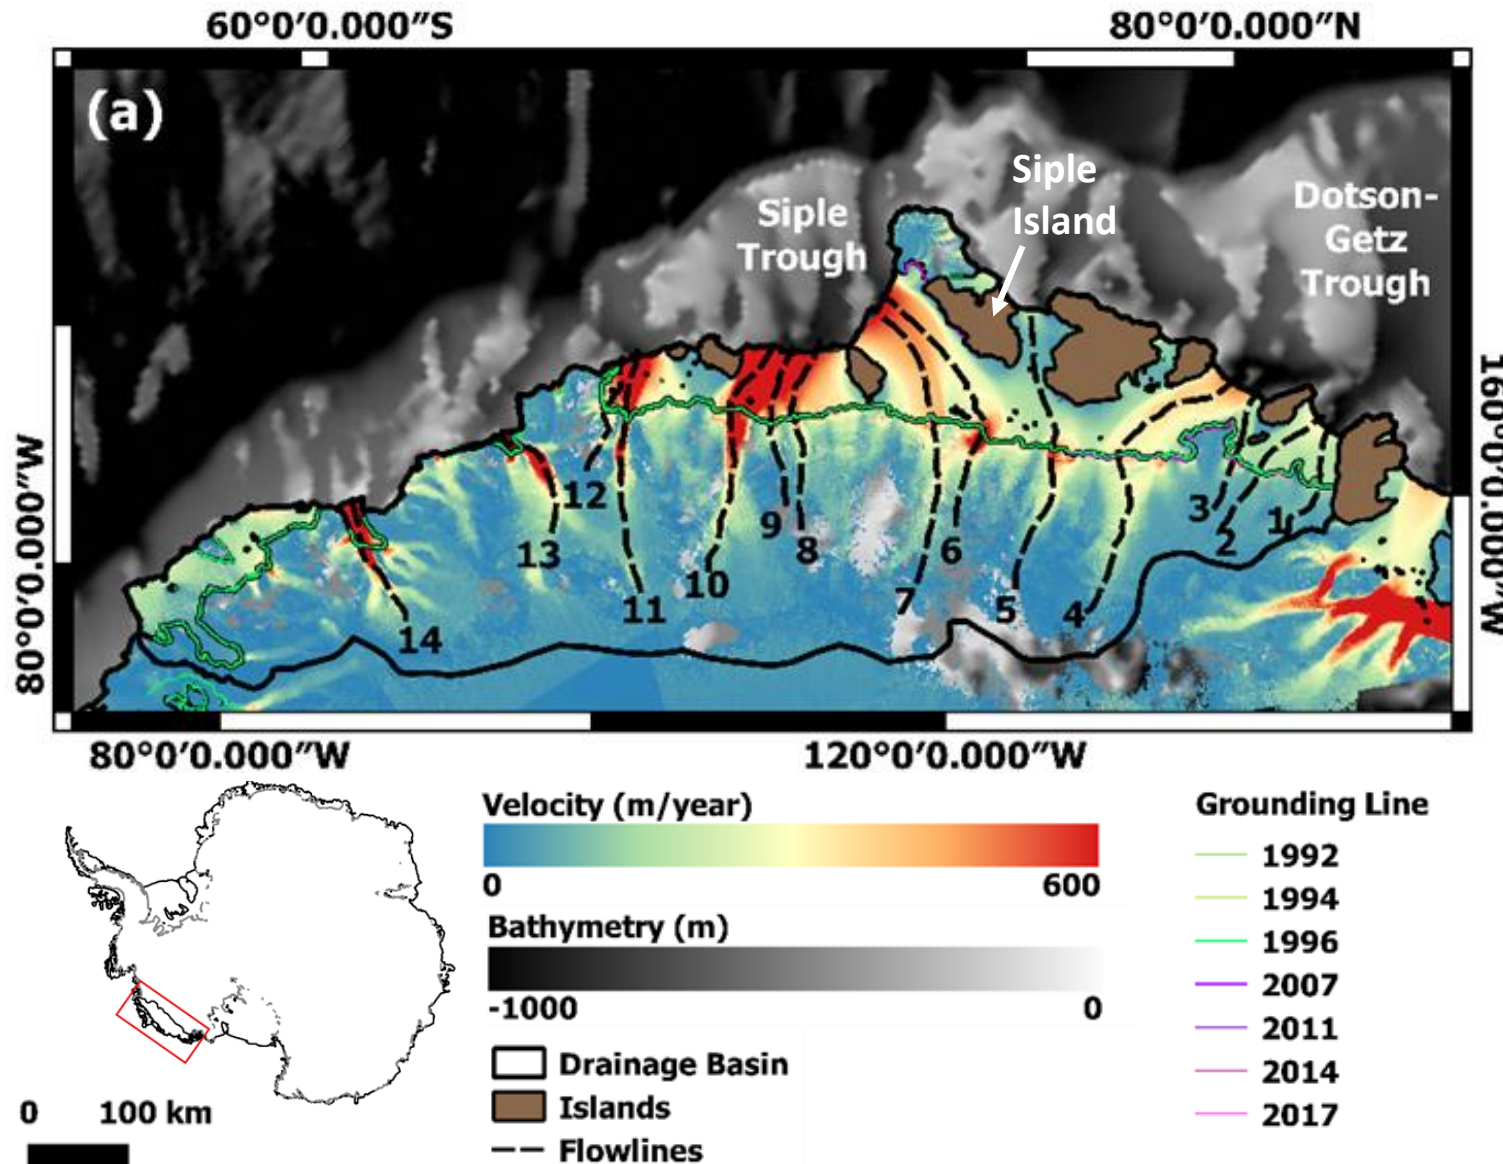 60°0′0.000″S
80°0′0.000″N
(a)
Siple
Island
Siple
Trough
Dotson-
Getz
Trough
80°0′0.000″W
160°0′0.000″W
12
3
2
1
9
8
6
13
10
7
5
4
11
14
80°0′0.000″W
120°0′0.000″W
Velocity (m/year)
0
600
Bathymetry (m)
-1000
0
Drainage Basin
Islands
Flowlines
Grounding Line
1992
1994
1996
2007
2011
2014
2017
0
100 km